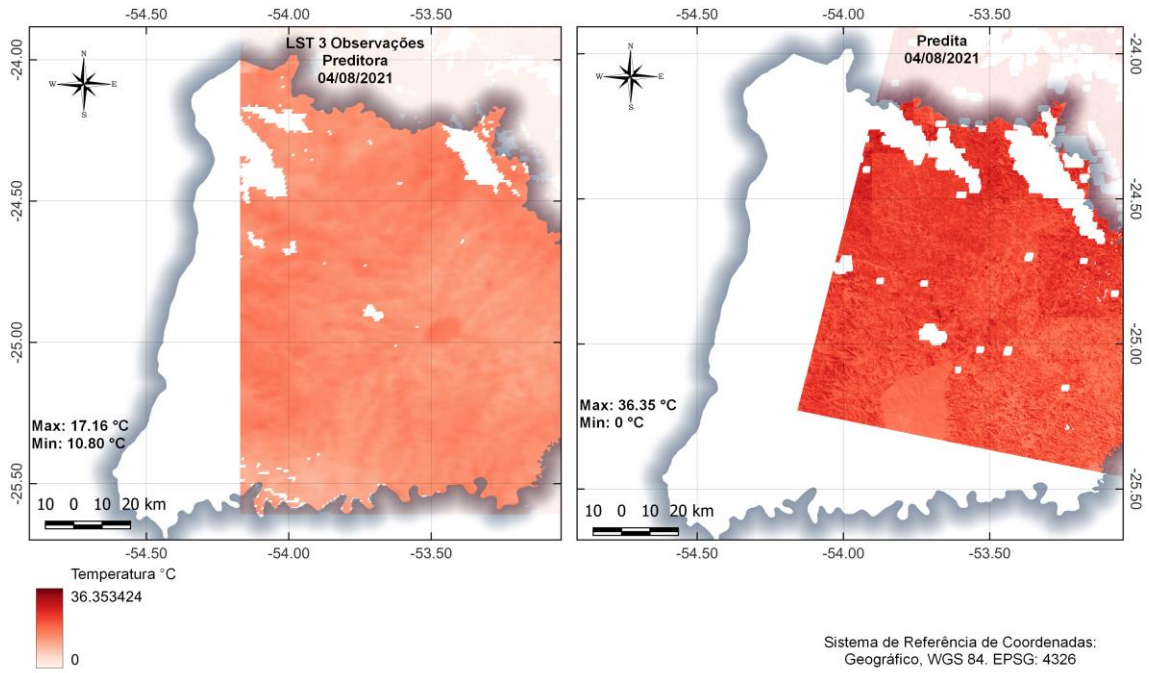 -54.50 -54.00 -53.50
-54.50 -54.00 -53.50
LST 3 Observações
Preditora
04/08/2021
Predita
04/08/2021
N
W E
S
N
W E
S
-24.00
-24.50
-25.00
-25.50
-24.00
-24.50
-25.00
-25.50
Max: 17.16 °C
Min: 10.80 °C
Max: 36.35 °C
Min: 0 °C
10 0 10 20 km
10 0 10 20 km
-54.50 -54.00 -53.50
-54.50 -54.00 -53.50
Temperatura °C
36.353424
0
Sistema de Referência de Coordenadas:
Geográfico, WGS 84. EPSG: 4326